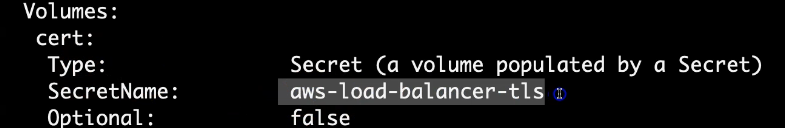 Volumes:
cert:
Type: Secret (a volume populated by a Secret)
SecretName: aws-load-balancer-tls
Optional: false